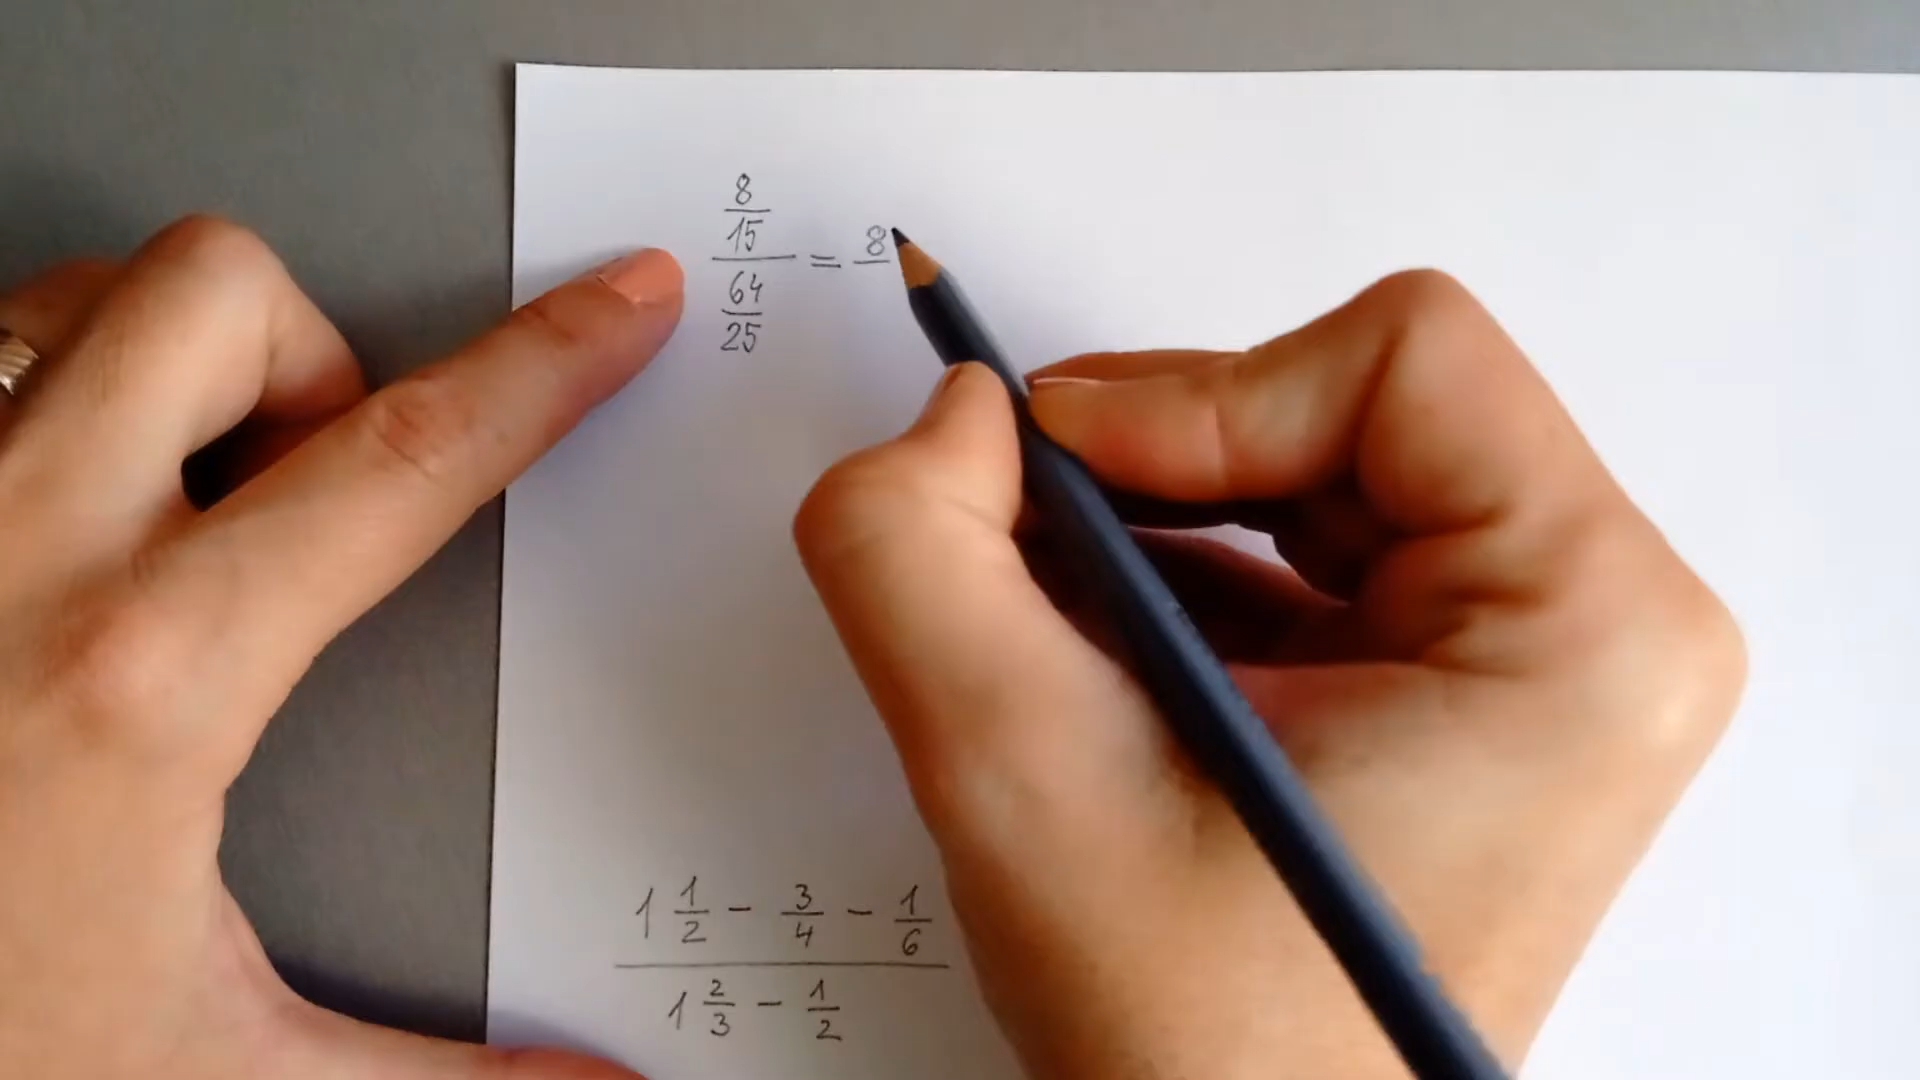 8/15 / 64/25 = 8
1 1/2 - 3/4 - 1/6
1 2/3 - 1/2